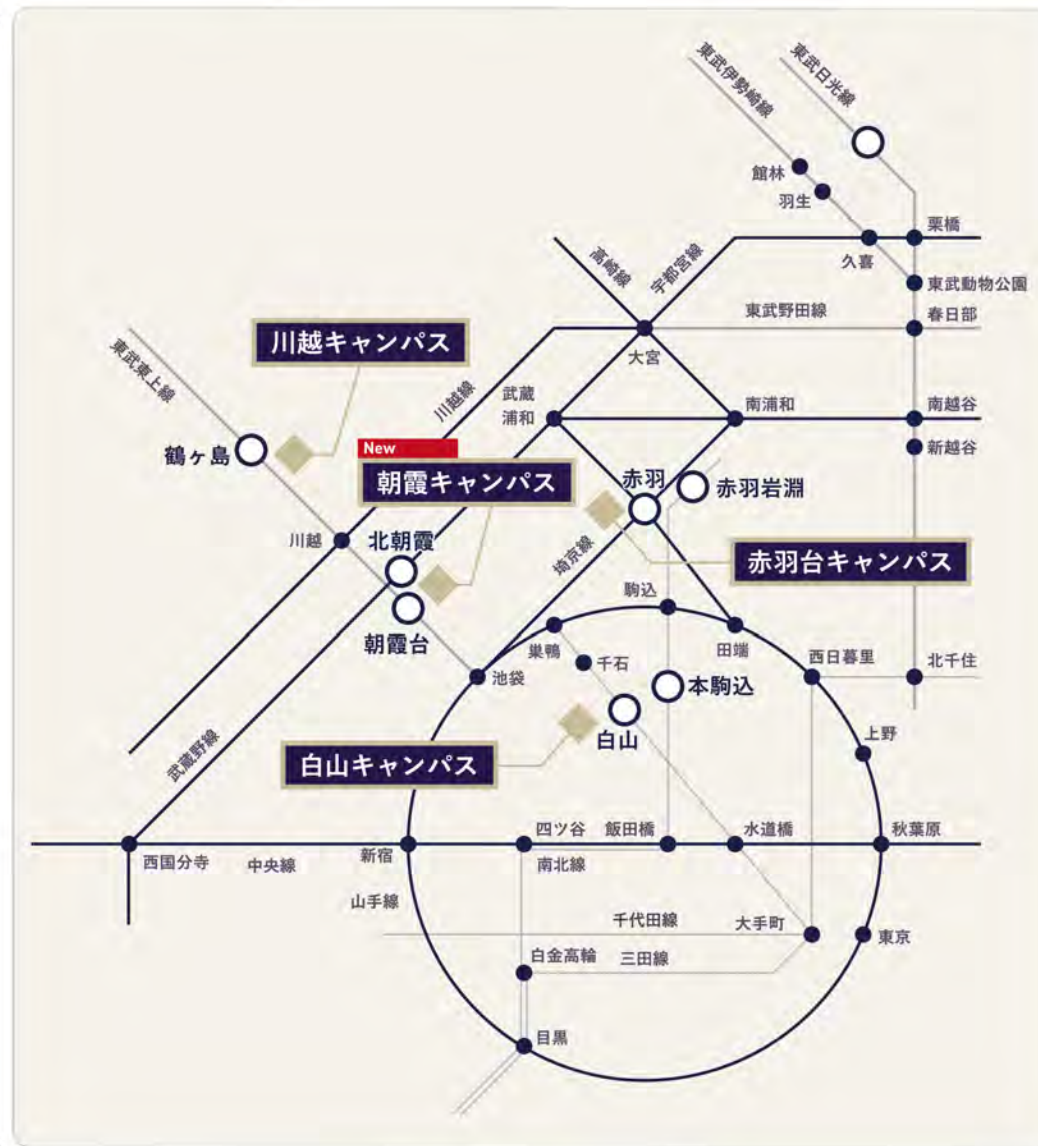 東武伊勢崎線
東武日光線
館林
羽生
栗橋
久喜
高崎線
宇都宮線
東武動物公園
東武野田線
春日部
川越キャンパス
東武東上線
大宮
川越線
武蔵
浦和
南浦和
南越谷
新越谷
鶴ヶ島
New
朝霞キャンパス
赤羽
赤羽岩淵
川越
北朝霞
埼京線
赤羽台キャンパス
朝霞台
駒込
巣鴨
田端
西日暮里
千石
池袋
本駒込
北千住
白山
武蔵野線
白山キャンパス
上野
四ツ谷
飯田橋
水道橋
秋葉原
西国分寺
中央線
新宿
南北線
山手線
千代田線
大手町
東京
白金高輪
三田線
目黒